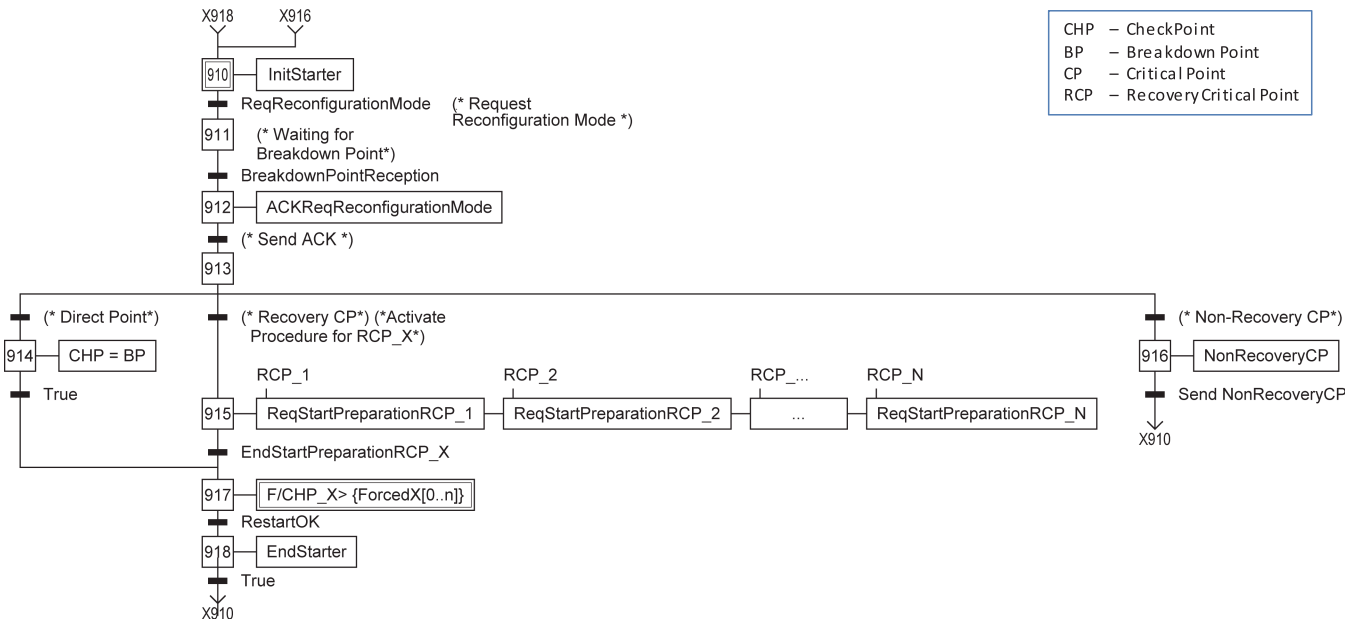 X918 X916
CHP – CheckPoint
BP – Breakdown Point
CP – Critical Point
RCP – Recovery Critical Point
910 InitStarter
ReqReconfigurationMode (* Request
Reconfiguration Mode *)
911 (* Waiting for
Breakdown Point*)
BreakdownPointReception
912 ACKReqReconfigurationMode
(* Send ACK *)
913
(* Direct Point*) (* Recovery CP*) (*Activate
Procedure for RCP_X*) (* Non-Recovery CP*)
914 CHP = BP 916 NonRecoveryCP
True RCP_1 RCP_2 RCP_... RCP_N Send NonRecoveryCP
915 ReqStartPreparationRCP_1 ReqStartPreparationRCP_2 ... ReqStartPreparationRCP_N
X910
EndStartPreparationRCP_X
917 F/CHP_X> {ForcedX[0..n]}
RestartOK
918 EndStarter
True
X910